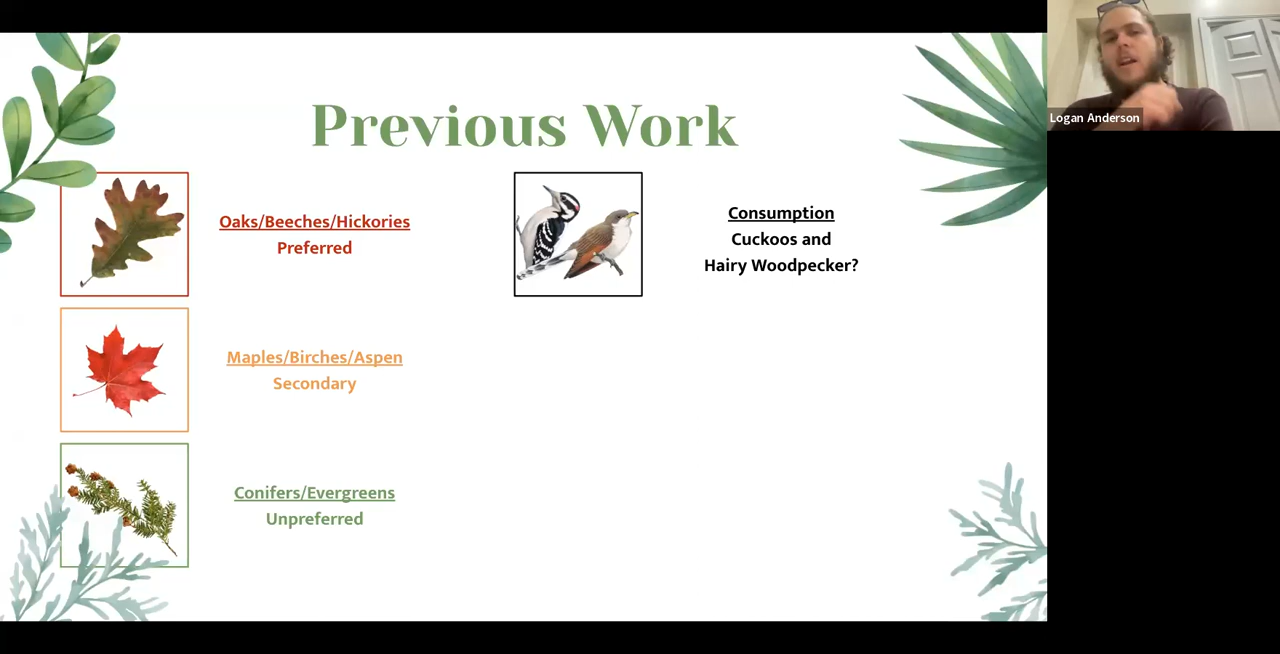 Previous Work
Oaks/Beeches/Hickories
Preferred
Maples/Birches/Aspen
Secondary
Conifers/Evergreens
Unpreferred
Consumption
Cuckoos and
Hairy Woodpecker?
Logan Anderson